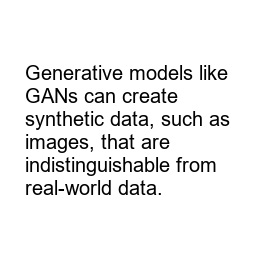 Generative models like
GANs can create
synthetic data, such as
images, that are
indistinguishable from
real-world data.